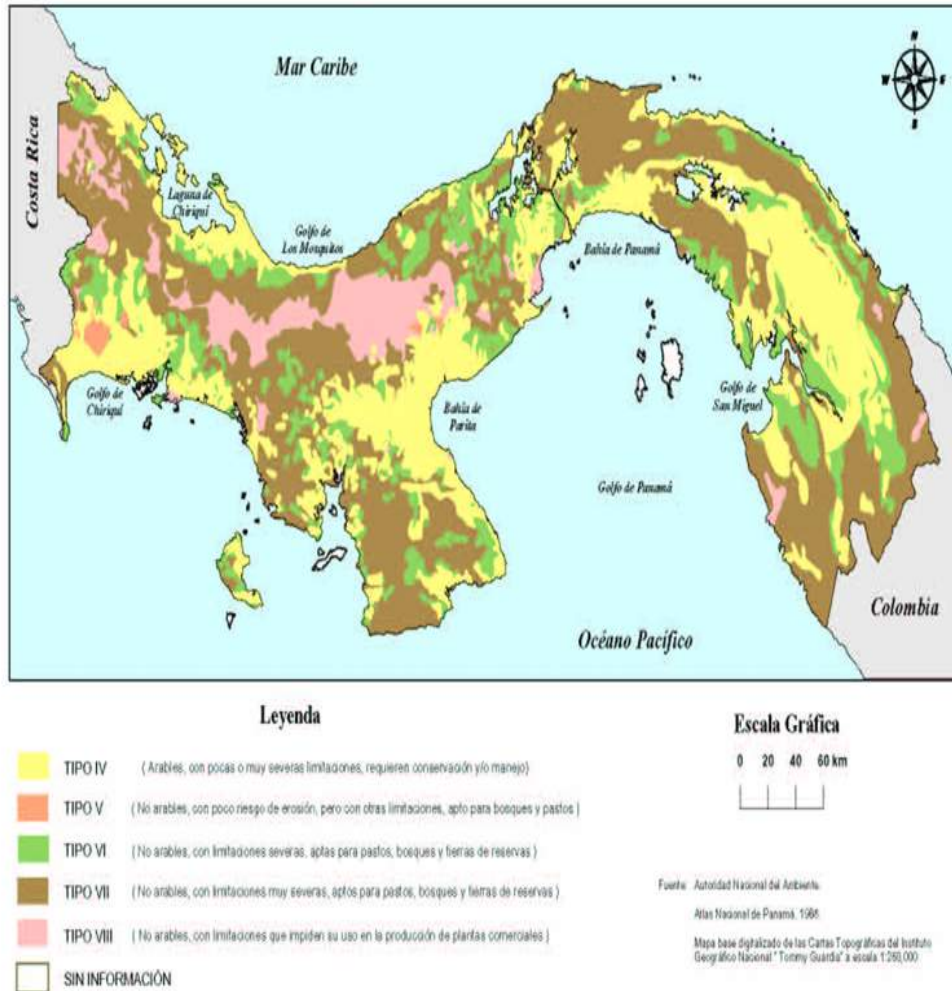 N
W E
S
Mar Caribe
Costa Rica
Laguna de
Chiriquí
Golfo de
Los Mosquitos
Bahía de Panamá
Golfo de
Chiriquí
Bahía de
Parita
Golfo de
San Miguel
Golfo de Panamá
Colombia
Océano Pacífico
Leyenda
TIPO IV ( Arables, con pocas o muy severas limitaciones, requieren conservación y/o manejo)
TIPO V ( No arables, con poco riesgo de erosión, pero con otras limitaciones, apto para bosques y pastos )
TIPO VI ( No arables, con limitaciones severas, aptas para pastos, bosques y tierras de reservas )
TIPO VII ( No arables, con limitaciones muy severas, aptos para pastos, bosques y tierras de reservas )
TIPO VIII ( No arables, con limitaciones que impiden su uso en la producción de plantas comerciales )
SIN INFORMACIÓN
Escala Gráfica
0 20 40 60 km
Fuente: Autoridad Nacional del Ambiente.
Atlas Nacional de Panamá, 1988.
Mapa base digitalizado de las Cartas Topográficas del Instituto
Geográfico Nacional " Tommy Guardia" a escala 1:250,000